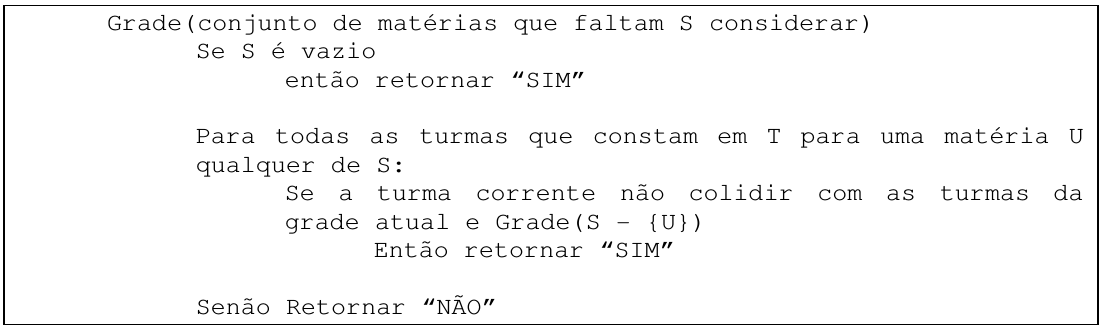 Grade(conjunto de matérias que faltam S considerar)
Se S é vazio
então retornar “SIM”
Para todas as turmas que constam em T para uma matéria U
qualquer de S:
Se a turma corrente não colidir com as turmas da
grade atual e Grade(S – {U})
Então retornar “SIM”
Senão Retornar “NÃO”